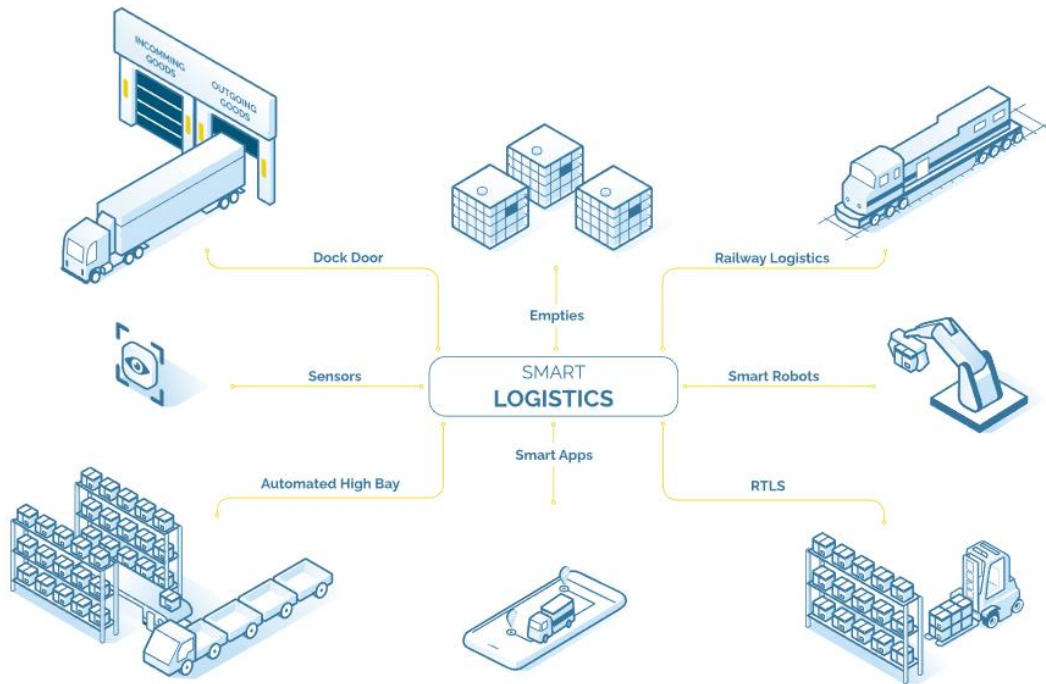 INCOMMING
GOODS
OUTGOING
GOODS
Dock Door
Railway Logistics
Empties
Sensors
SMART
LOGISTICS
Smart Robots
Smart Apps
Automated High Bay
RTLS